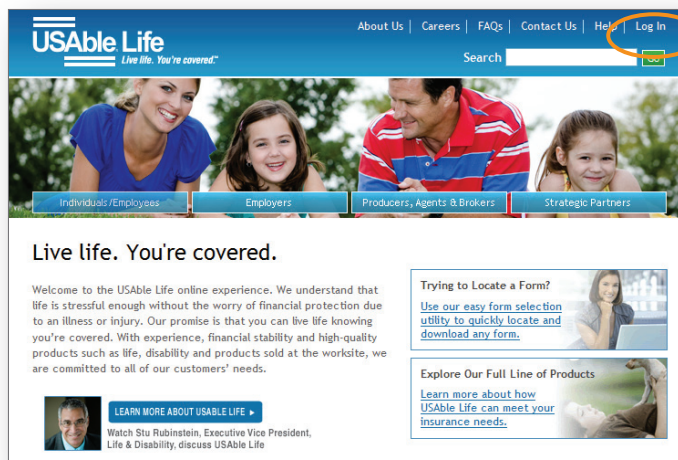 About Us | Careers | FAQs | Contact Us | Help | Log In
USAble Life
Live life. You're covered.™
Search GO
Individuals/Employees Employers Producers, Agents & Brokers Strategic Partners
Live life. You're covered.
Welcome to the USAble Life online experience. We understand that
life is stressful enough without the worry of financial protection due
to an illness or injury. Our promise is that you can live life knowing
you're covered. With experience, financial stability and high-quality
products such as life, disability and products sold at the worksite, we
are committed to all of our customers' needs.
LEARN MORE ABOUT USABLE LIFE
Watch Stu Rubinstein, Executive Vice President,
Life & Disability, discuss USAble Life
Trying to Locate a Form?
Use our easy form selection
utility to quickly locate and
download any form.
Explore Our Full Line of Products
Learn more about how
USAble Life can meet your
insurance needs.